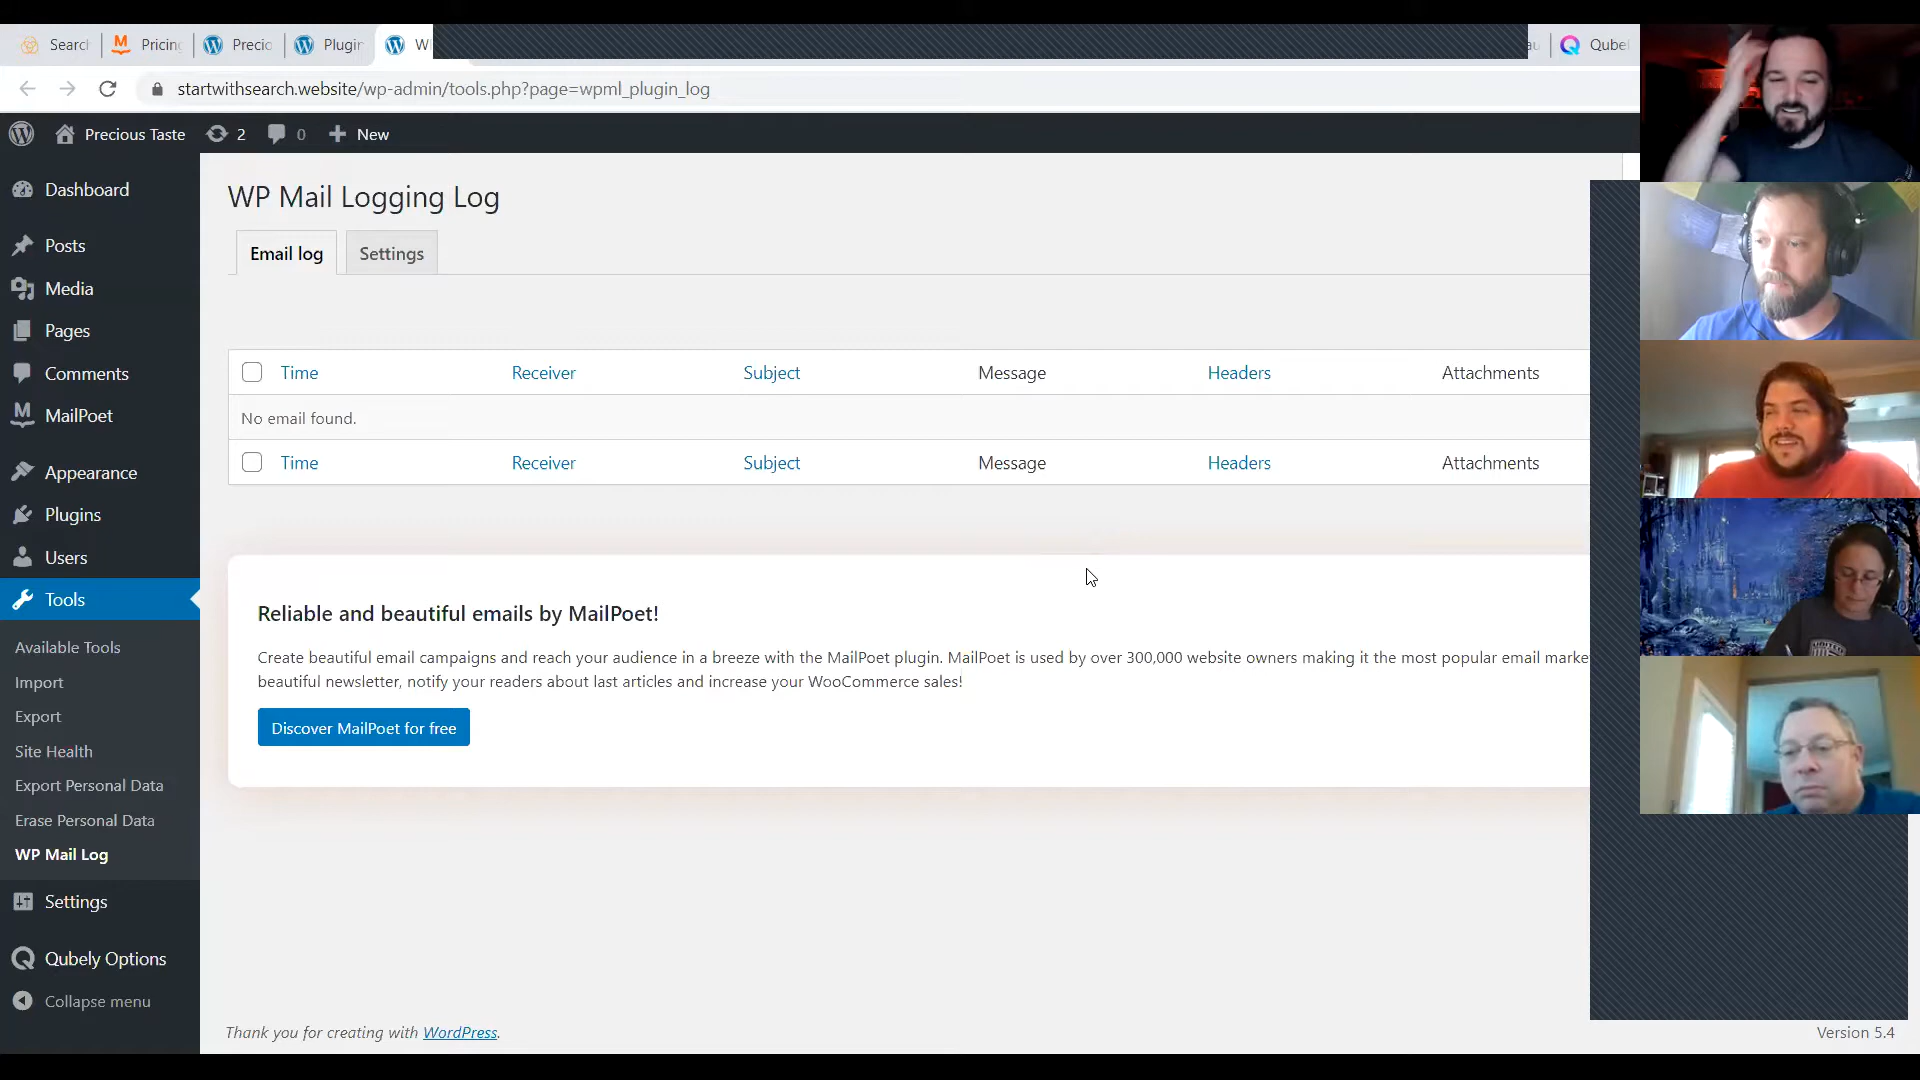 Search
Pricing
Precio
Plugin
Qubel
startwithsearch.website/wp-admin/tools.php?page=wpml_plugin_log
Precious Taste
2
0
New
Dashboard
Posts
Media
Pages
Comments
MailPoet
Appearance
Plugins
Users
Tools
Available Tools
Import
Export
Site Health
Export Personal Data
Erase Personal Data
WP Mail Log
Settings
Qubely Options
Collapse menu
WP Mail Logging Log
Email log
Settings
Time Receiver Subject Message Headers Attachments
No email found.
Time Receiver Subject Message Headers Attachments
Reliable and beautiful emails by MailPoet!
Create beautiful email campaigns and reach your audience in a breeze with the MailPoet plugin. MailPoet is used by over 300,000 website owners making it the most popular email marke
beautiful newsletter, notify your readers about last articles and increase your WooCommerce sales!
Discover MailPoet for free
Thank you for creating with WordPress.
Version 5.4